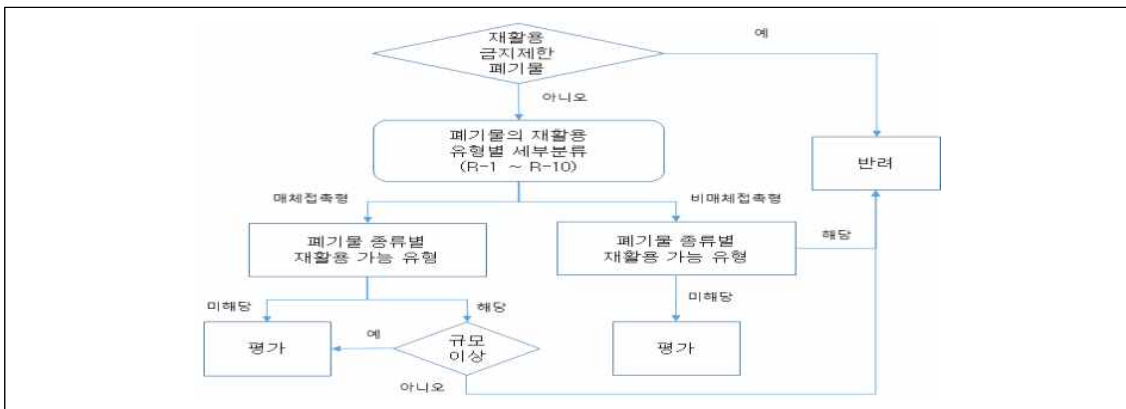 재활용
금지제한
폐기물
예
아니오
폐기물의 재활용
유형별 세부분류
(R-1 ~ R-10)
반려
매체접촉형
비매체접촉형
폐기물 종류별
재활용 가능 유형
폐기물 종류별
재활용 가능 유형
해당
미해당
해당
미해당
평가
예
규모
이상
평가
아니오